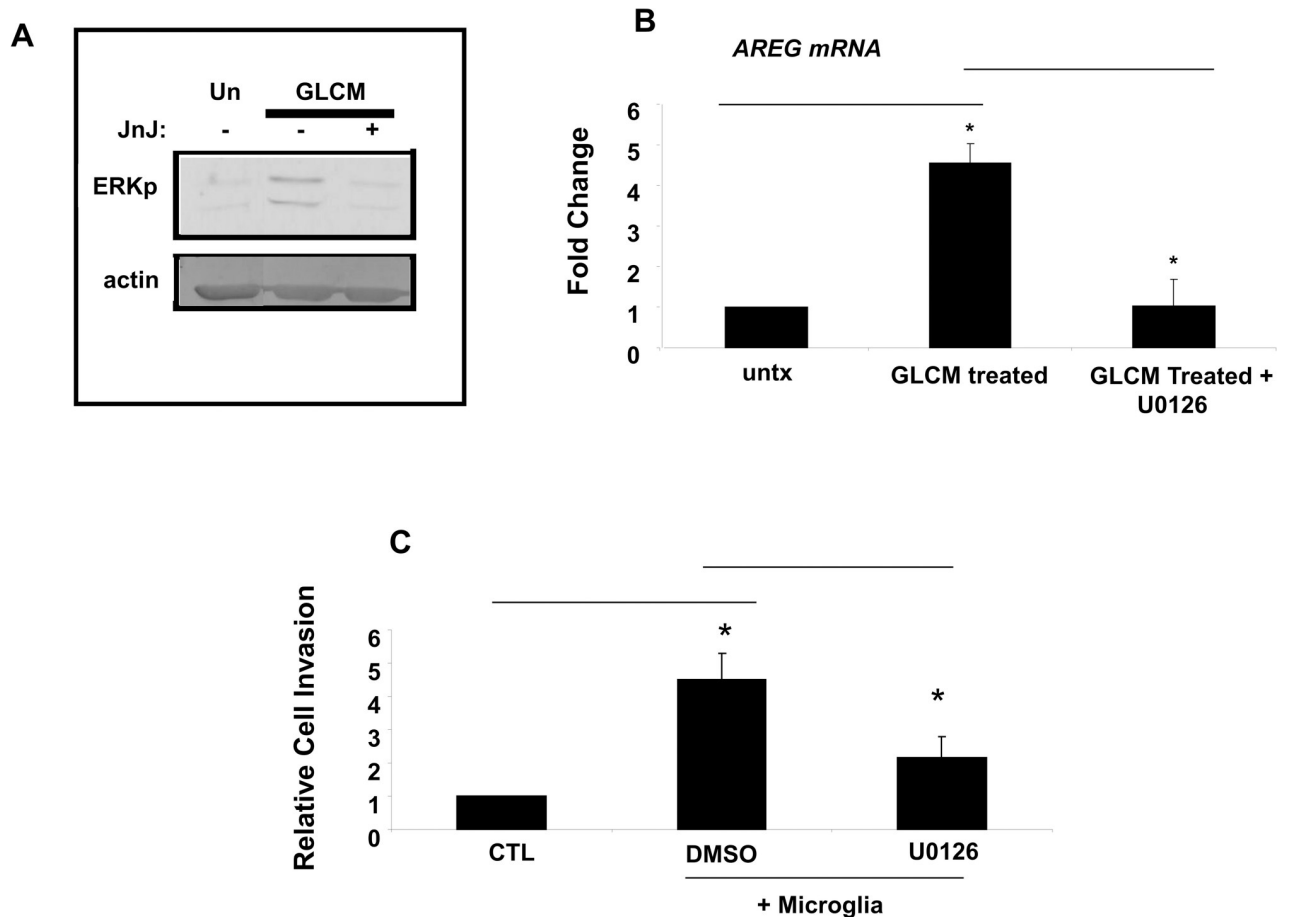 A
Un GLCM
JnJ: - - +
ERKp
actin
B
AREG mRNA
Fold Change
6
5
4
3
2
1
0
*
*
untx GLCM treated GLCM Treated +
U0126
C
Relative Cell Invasion
6
5
4
3
2
1
0
*
*
CTL DMSO U0126
+ Microglia